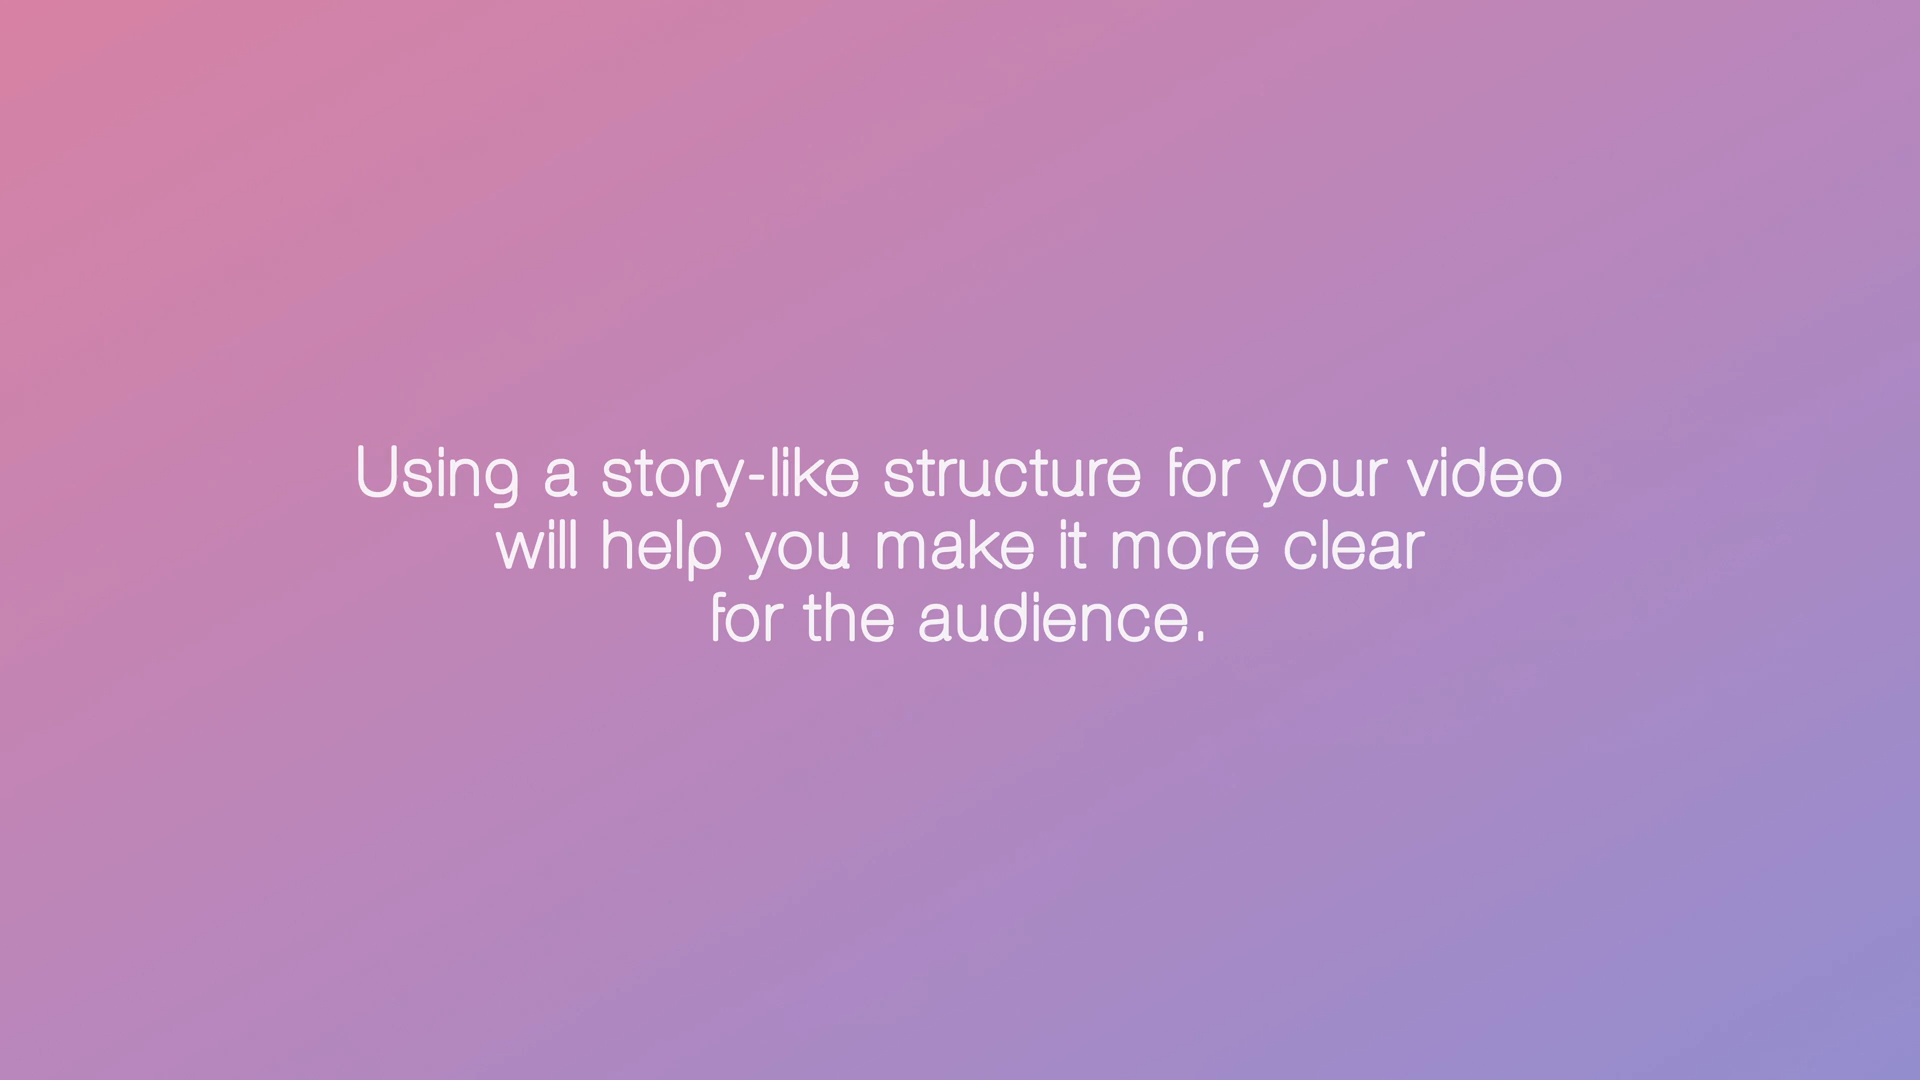 Using a story-like structure for your video
will help you make it more clear
for the audience.